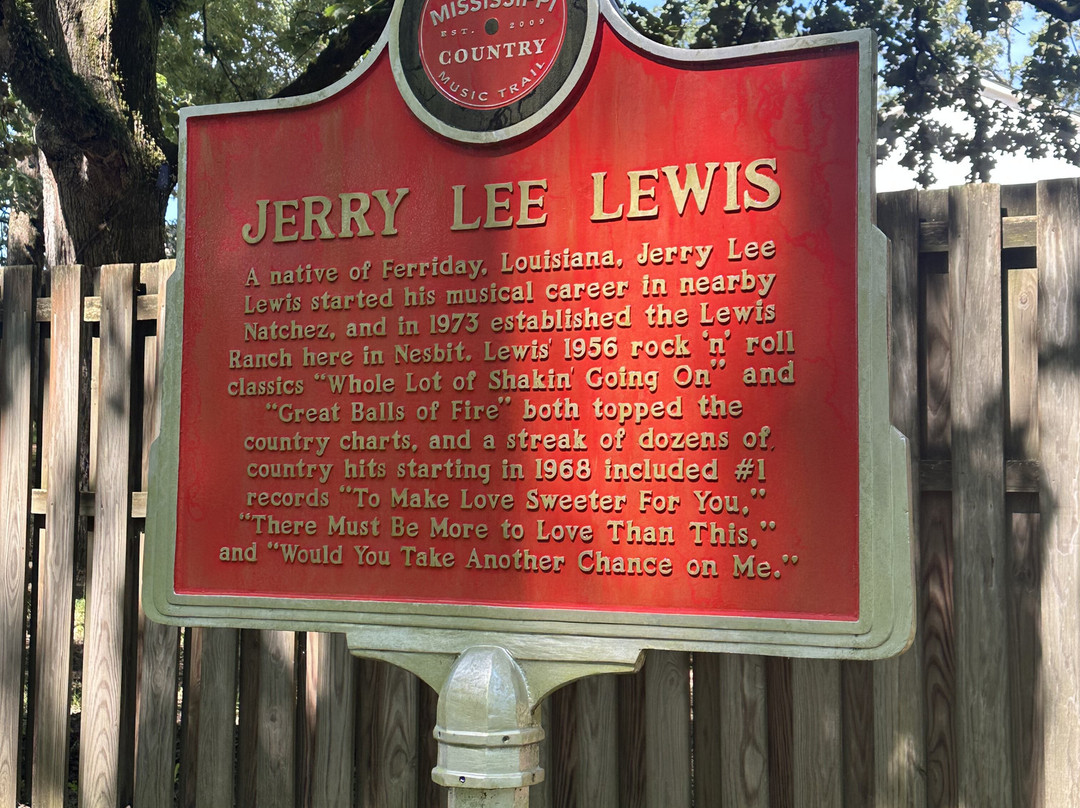 MISSISSIPPI
EST. 2009
COUNTRY
MUSIC TRAIL
JERRY LEE LEWIS
A native of Ferriday, Louisiana, Jerry Lee
Lewis started his musical career in nearby
Natchez, and in 1973 established the Lewis
Ranch here in Nesbit. Lewis' 1956 rock 'n' roll
classics "Whole Lot of Shakin' Going On" and
"Great Balls of Fire" both topped the
country charts, and a streak of dozens of
country hits starting in 1968 included #1
records "To Make Love Sweeter For You,"
"There Must Be More to Love Than This,"
and "Would You Take Another Chance on Me."